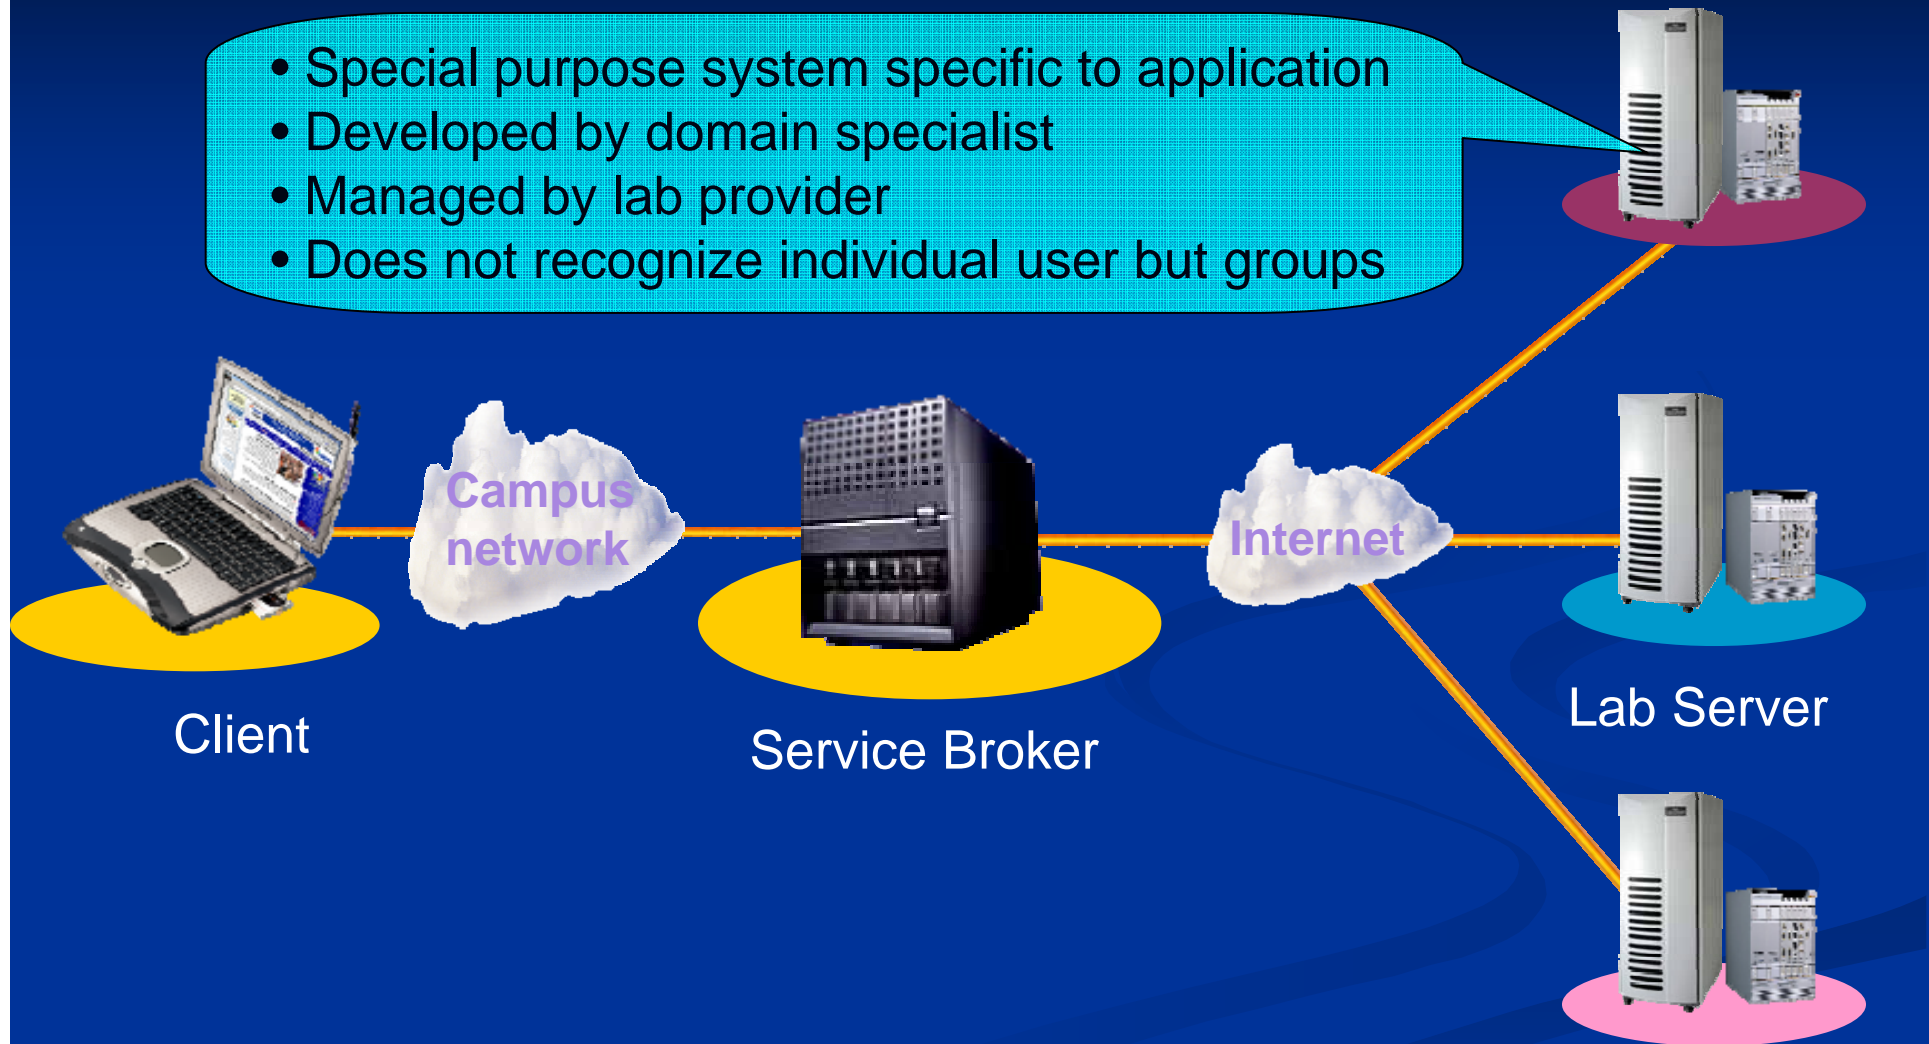 • Special purpose system specific to application
• Developed by domain specialist
• Managed by lab provider
• Does not recognize individual user but groups
Campus
network
Internet
Client
Service Broker
Lab Server